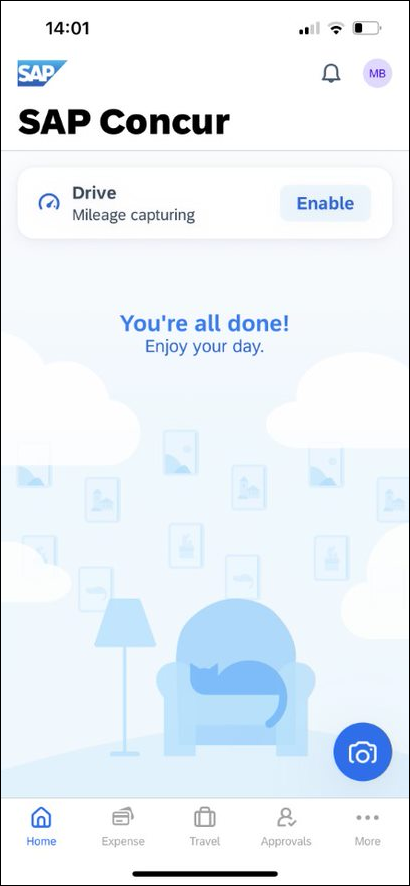 14:01
SAP
MB
SAP Concur
Drive
Mileage capturing
Enable
You're all done!
Enjoy your day.
Home
Expense
Travel
Approvals
More